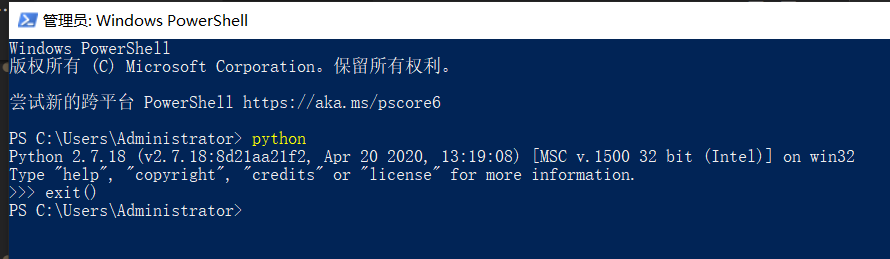 管理员: Windows PowerShell
Windows PowerShell
版权所有 (C) Microsoft Corporation。保留所有权利。
尝试新的跨平台 PowerShell https://aka.ms/pscore6
PS C:\Users\Administrator> python
Python 2.7.18 (v2.7.18:8d21aa21f2, Apr 20 2020, 13:19:08) [MSC v.1500 32 bit (Intel)] on win32
Type "help", "copyright", "credits" or "license" for more information.
>>> exit()
PS C:\Users\Administrator>